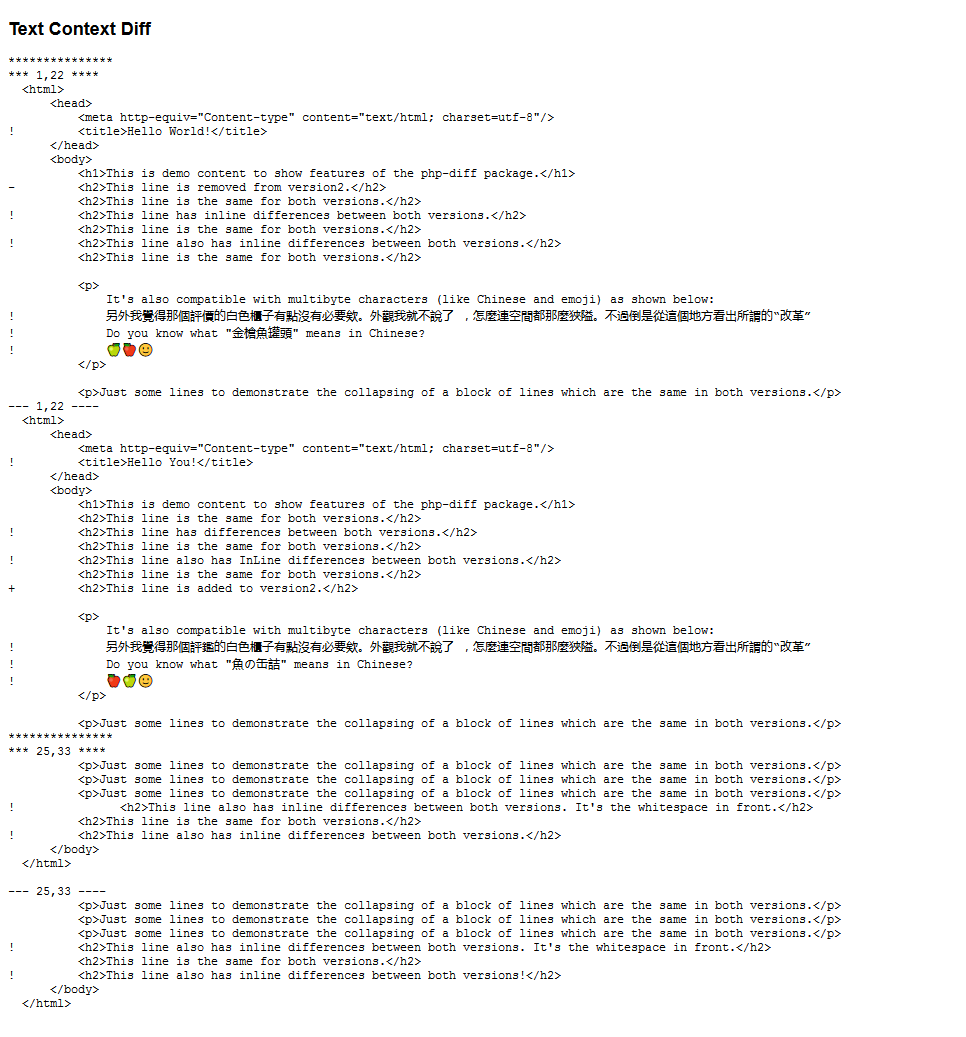 Text Context Diff
***************
*** 1,22 ****
  <html>
      <head>
          <meta http-equiv="Content-type" content="text/html; charset=utf-8"/>
!         <title>Hello World!</title>
      </head>
      <body>
          <h1>This is demo content to show features of the php-diff package.</h1>
-         <h2>This line is removed from version2.</h2>
          <h2>This line is the same for both versions.</h2>
!         <h2>This line has inline differences between both versions.</h2>
          <h2>This line is the same for both versions.</h2>
!         <h2>This line also has inline differences between both versions.</h2>
          <h2>This line is the same for both versions.</h2>
          <p>
              It's also compatible with multibyte characters (like Chinese and emoji) as shown below:
!             另外我覺得那個評價的白色櫃子有點沒有必要欸。外觀我就不說了 ，怎麼連空間都那麼狹隘。不過倒是從這個地方看出所謂的“改革”
!             Do you know what "金槍魚罐頭" means in Chinese?
!             🍏🍎🙂
          </p>
          <p>Just some lines to demonstrate the collapsing of a block of lines which are the same in both versions.</p>
--- 1,22 ----
  <html>
      <head>
          <meta http-equiv="Content-type" content="text/html; charset=utf-8"/>
!         <title>Hello You!</title>
      </head>
      <body>
          <h1>This is demo content to show features of the php-diff package.</h1>
          <h2>This line is the same for both versions.</h2>
!         <h2>This line has differences between both versions.</h2>
          <h2>This line is the same for both versions.</h2>
!         <h2>This line also has InLine differences between both versions.</h2>
          <h2>This line is the same for both versions.</h2>
+         <h2>This line is added to version2.</h2>
          <p>
              It's also compatible with multibyte characters (like Chinese and emoji) as shown below:
!             另外我覺得那個評鑑的白色櫃子有點沒有必要欸。外觀我就不說了 ，怎麼連空間都那麼狹隘。不過倒是從這個地方看出所謂的“改革”
!             Do you know what "魚の缶詰" means in Chinese?
!             🍎🍏🙂
          </p>
          <p>Just some lines to demonstrate the collapsing of a block of lines which are the same in both versions.</p>
***************
*** 25,33 ****
          <p>Just some lines to demonstrate the collapsing of a block of lines which are the same in both versions.</p>
          <p>Just some lines to demonstrate the collapsing of a block of lines which are the same in both versions.</p>
          <p>Just some lines to demonstrate the collapsing of a block of lines which are the same in both versions.</p>
!               <h2>This line also has inline differences between both versions. It's the whitespace in front.</h2>
          <h2>This line is the same for both versions.</h2>
!         <h2>This line also has inline differences between both versions.</h2>
      </body>
  </html>
--- 25,33 ----
          <p>Just some lines to demonstrate the collapsing of a block of lines which are the same in both versions.</p>
          <p>Just some lines to demonstrate the collapsing of a block of lines which are the same in both versions.</p>
          <p>Just some lines to demonstrate the collapsing of a block of lines which are the same in both versions.</p>
!         <h2>This line also has inline differences between both versions. It's the whitespace in front.</h2>
          <h2>This line is the same for both versions.</h2>
!         <h2>This line also has inline differences between both versions!</h2>
      </body>
  </html>